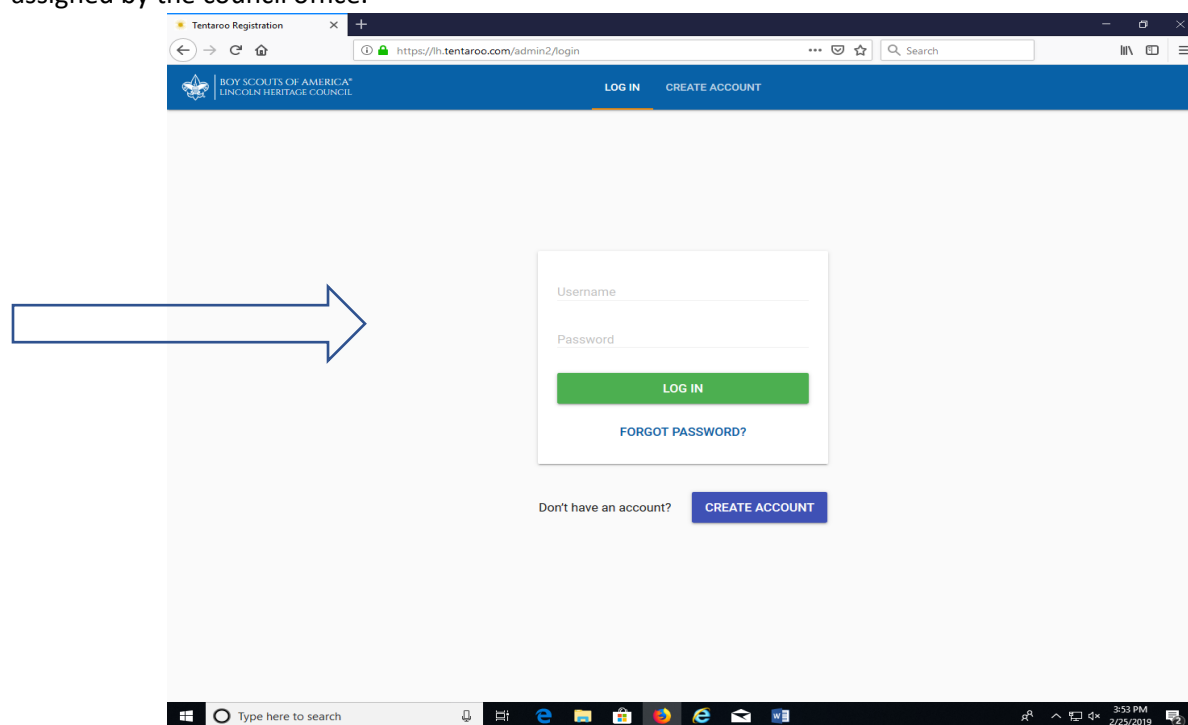 assigned by the council office.
Tentaroo Registration
https://lh.tentaroo.com/admin2/login
Search
BOY SCOUTS OF AMERICA®
LINCOLN HERITAGE COUNCIL
LOG IN CREATE ACCOUNT
Username
Password
LOG IN
FORGOT PASSWORD?
Don't have an account? CREATE ACCOUNT
Type here to search
3:53 PM
2/25/2019
2